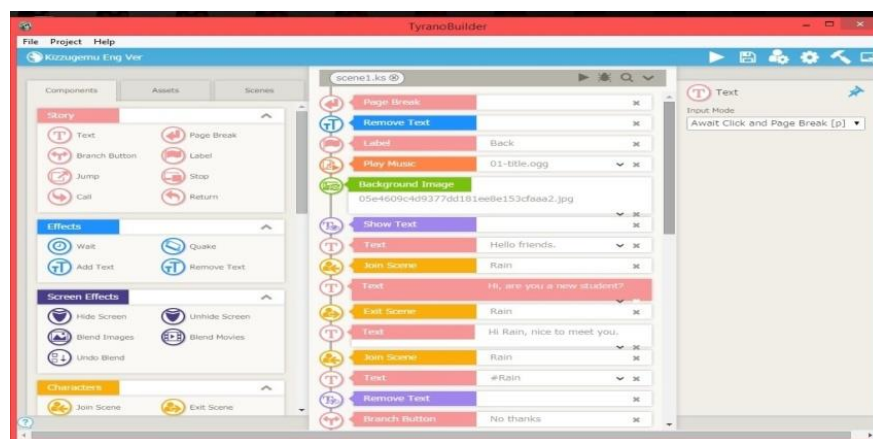 TyranoBuilder
File Project Help
Kizzugemu Eng Ver
Components Assets Scenes
Story
Text Page Break
Branch Button Label
Jump Stop
Call Return
Effects
Wait Quake
Add Text Remove Text
Screen Effects
Hide Screen Unhide Screen
Blend Images Blend Movies
Undo Blend
Characters
Join Scene Exit Scene
scene1.ks
Page Break
Remove Text
Label Back
Play Music 01-title.ogg
Background Image
05e4609c4d9377dd181ee8e153cfaaa2.jpg
Show Text
Text Hello friends.
Join Scene Rain
Text Hi, are you a new student?
Exit Scene Rain
Text Hi Rain, nice to meet you.
Join Scene Rain
Text #Rain
Remove Text
Branch Button No thanks
Text
Input Mode
Await Click and Page Break [p]